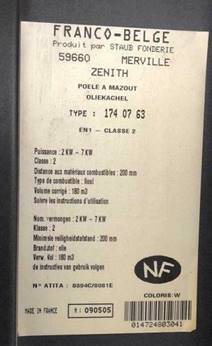 FRANCO-BELGE
Produit par STAUB FONDERIE
59660 MERVILLE
ZENITH
POELE A MAZOUT
OLIEKACHEL
TYPE : 174 07 63
EN1 - CLASSE 2
Puissance : 2 KW - 7 KW
Classe : 2
Distance aux matériaux combustibles : 200 mm
Type de combustible : fioul
Volume corrigé : 180 m3
Suivre les instructions d'utilisation
Nom. vermogen : 2 KW - 7 KW
Klasse : 2
Minimale veiligheidsafstand : 200 mm
Brandstof : olie
Verw. Vol : 180 m3
de instructies van gebruik volgen
NF
N° ATITA : 8894C/8081E
COLORIS: W
MADE IN FRANCE
N : 090505
014724803041